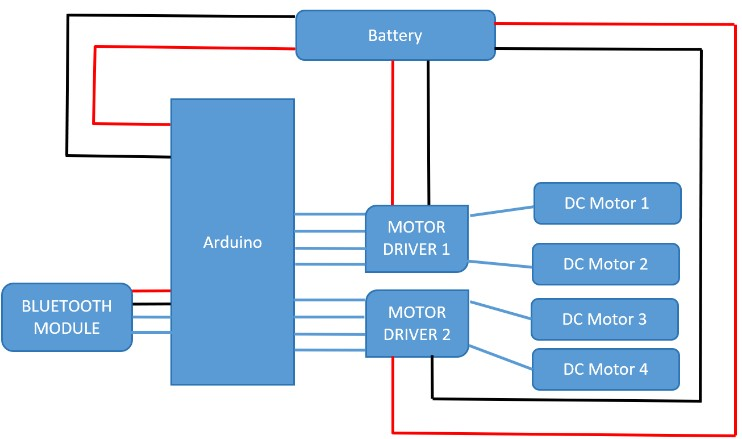 Battery
Arduino
MOTOR
DRIVER 1
DC Motor 1
DC Motor 2
BLUETOOTH
MODULE
MOTOR
DRIVER 2
DC Motor 3
DC Motor 4